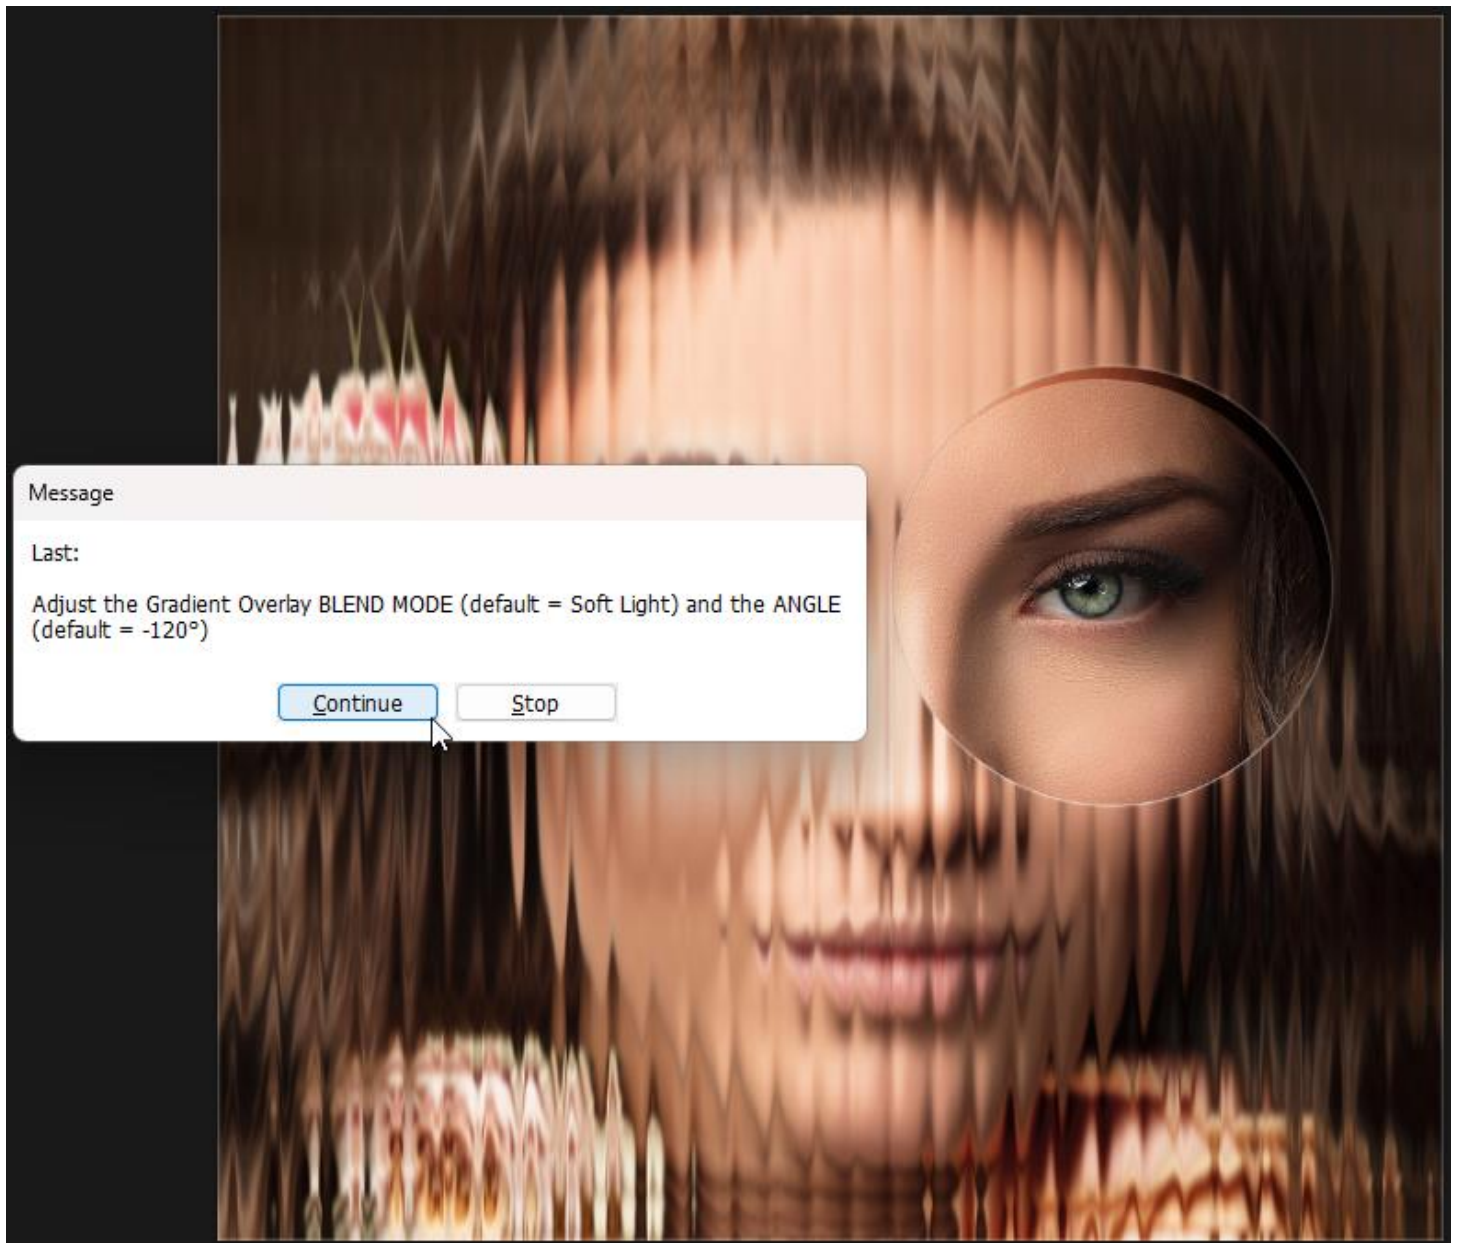 Message
Last:
Adjust the Gradient Overlay BLEND MODE (default = Soft Light) and the ANGLE
(default = -120°)
Continue
Stop